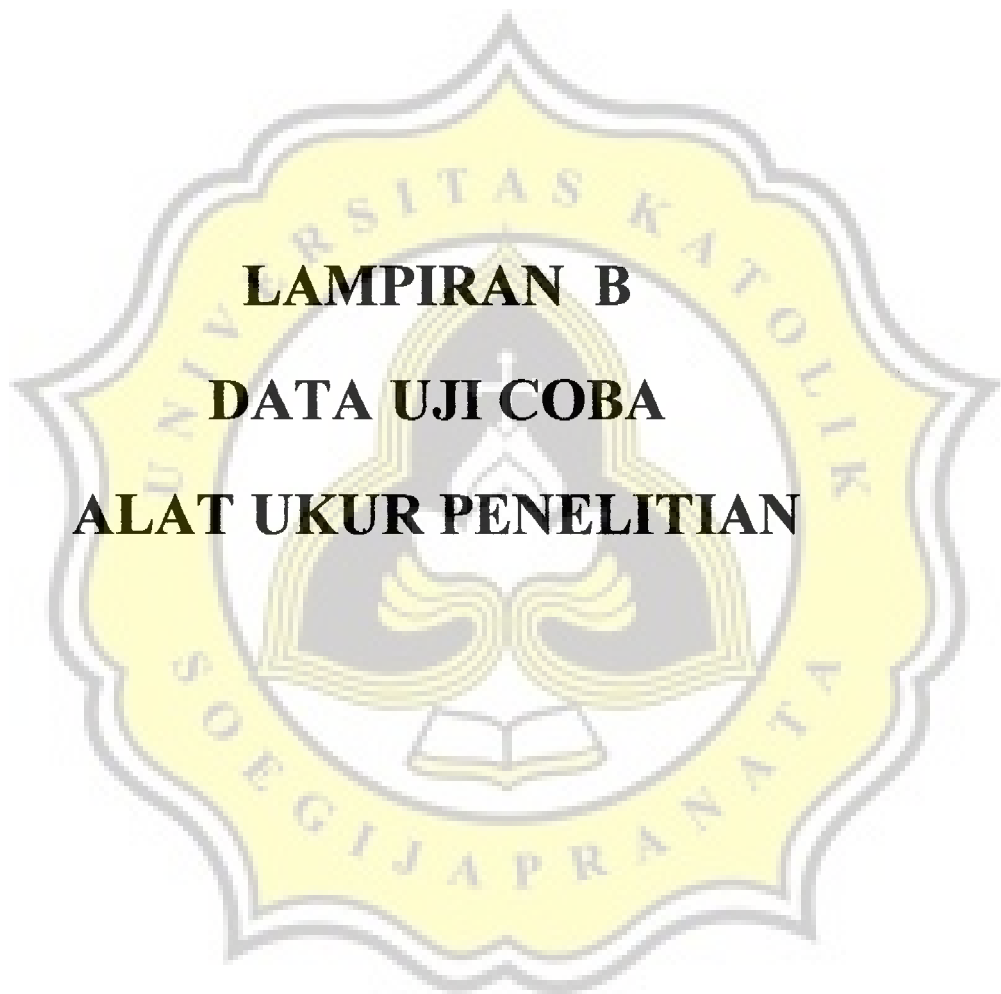 LAMPIRAN B
DATA UJI COBA
ALAT UKUR PENELITIAN
UNIVERSITAS KATOLIK
SOEGIJAPRANATA